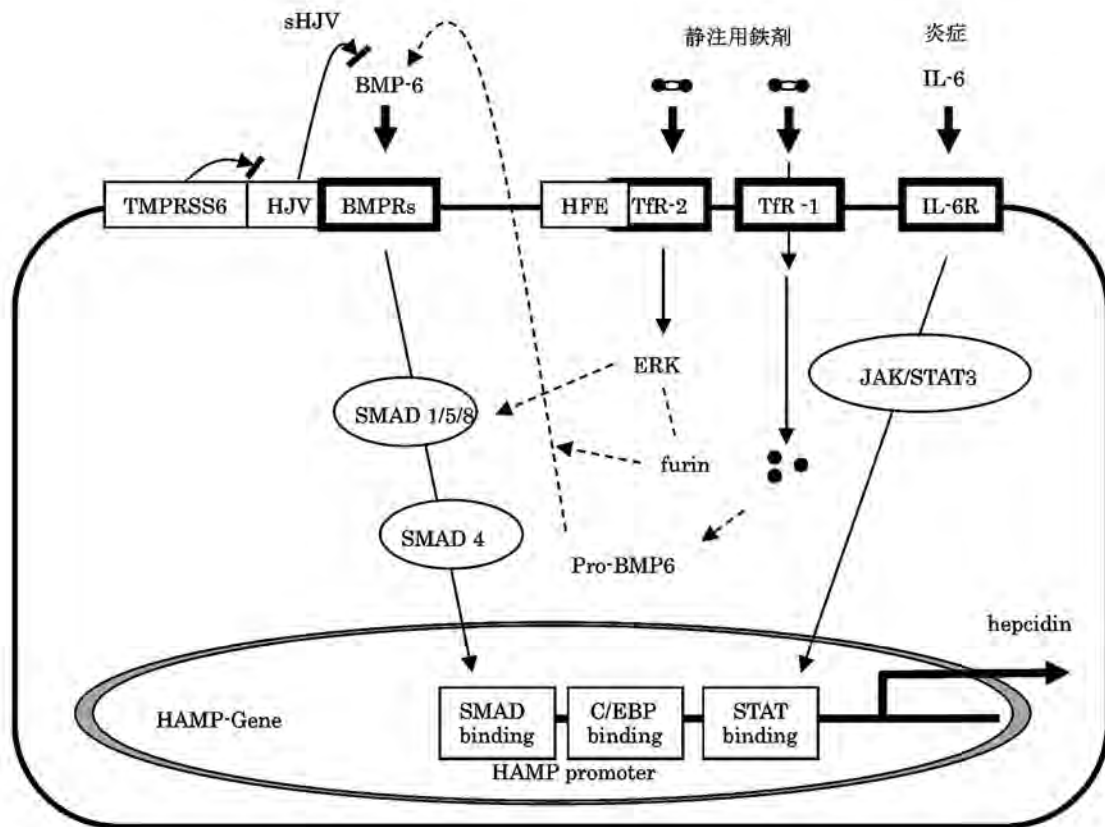 sHJV
BMP-6
静注用鉄剤
炎症
IL-6
TMPRSS6
HJV
BMPRs
HFE
TfR-2
TfR -1
IL-6R
ERK
JAK/STAT3
SMAD 1/5/8
furin
SMAD 4
Pro-BMP6
hepcidin
HAMP-Gene
SMAD
binding
C/EBP
binding
STAT
binding
HAMP promoter